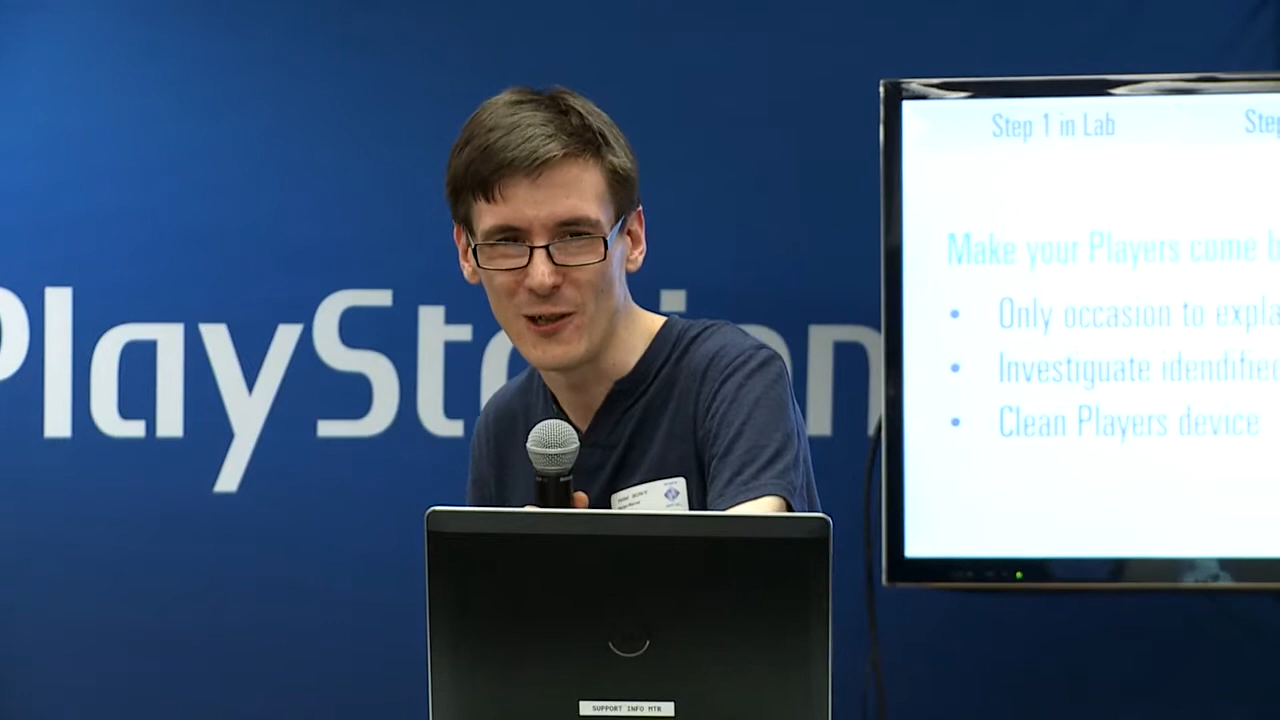 PlayStation
Step 1 in Lab
Step
Make your Players come b
• Only occasion to expla
• Investiguate idendified
• Clean Players device
SUPPORT INFO MTR